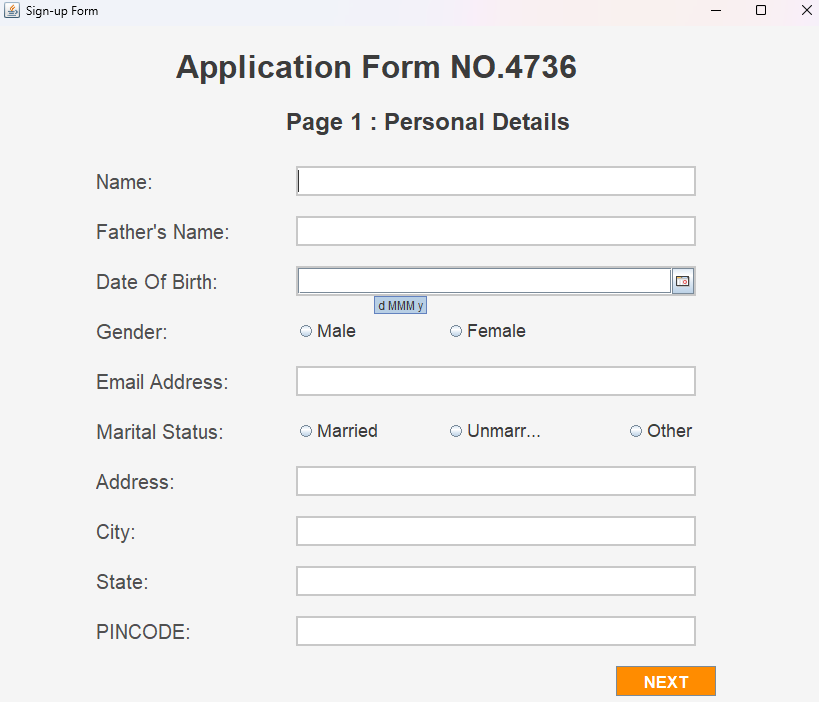 Sign-up Form
Application Form NO.4736
Page 1 : Personal Details
Name:
Father's Name:
Date Of Birth:
d MMM y
Gender: Male Female
Email Address:
Marital Status: Married Unmarr... Other
Address:
City:
State:
PINCODE:
NEXT